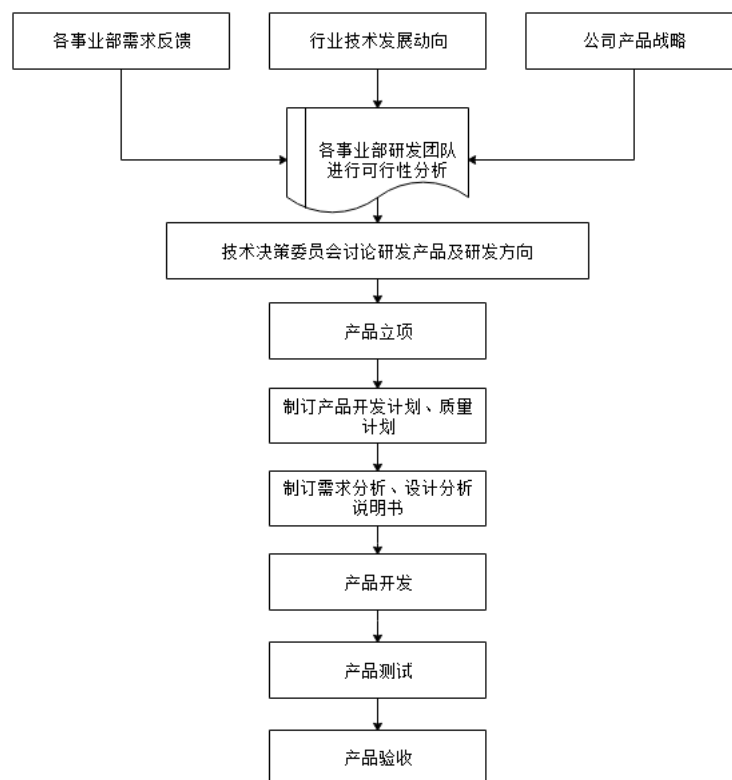 各事业部需求反馈
行业技术发展动向
公司产品战略
各事业部研发团队
进行可行性分析
技术决策委员会讨论研发产品及研发方向
产品立项
制订产品开发计划、质量
计划
制订需求分析、设计分析
说明书
产品开发
产品测试
产品验收